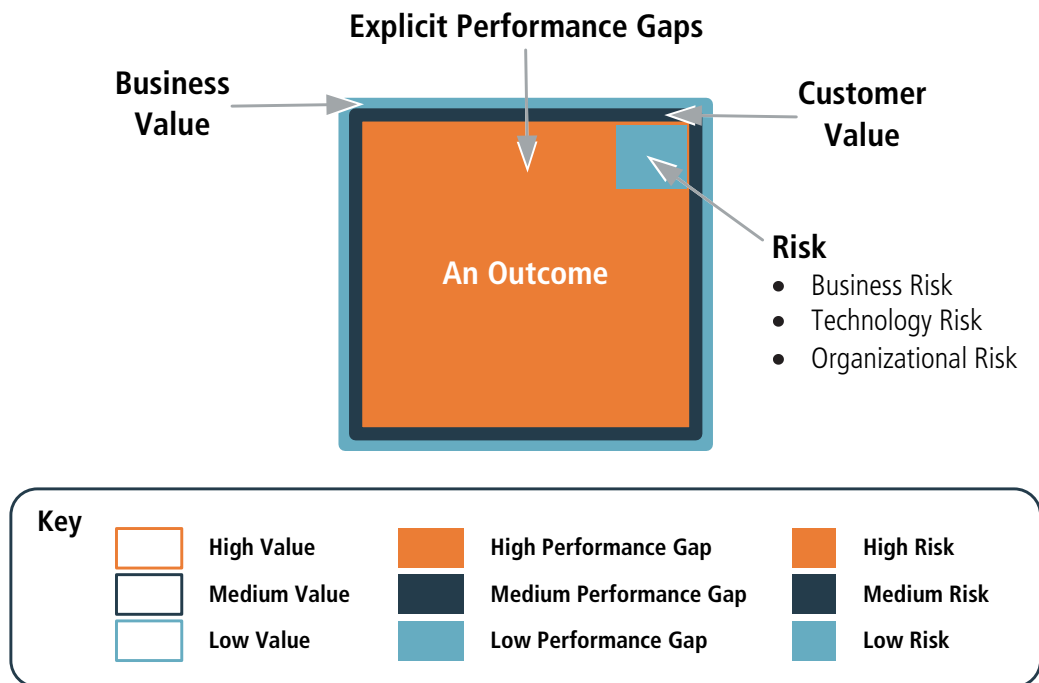 Explicit Performance Gaps
Business
Value
Customer
Value
An Outcome
Risk
• Business Risk
• Technology Risk
• Organizational Risk
Key
High Value
High Performance Gap
High Risk
Medium Value
Medium Performance Gap
Medium Risk
Low Value
Low Performance Gap
Low Risk